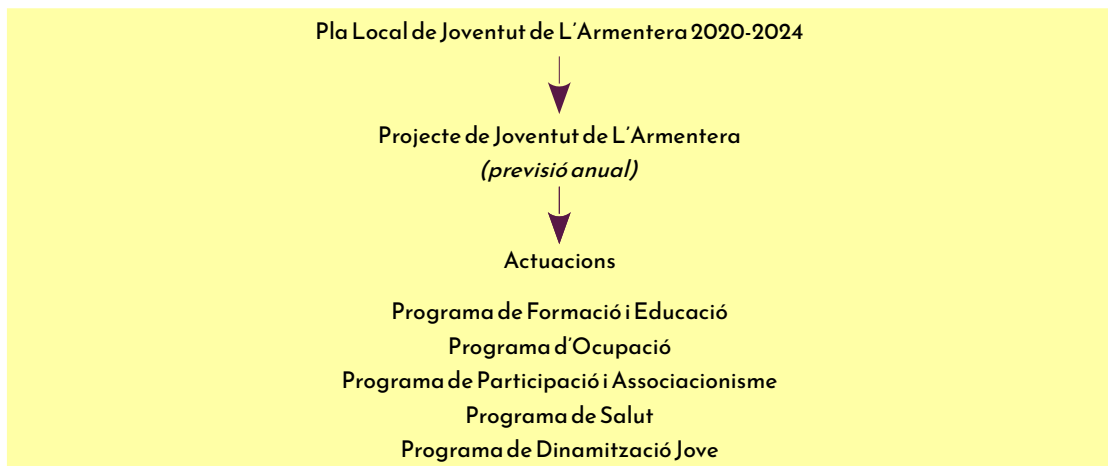 Pla Local de Joventut de L'Armentera 2020-2024
Projecte de Joventut de L'Armentera
(previsió anual)
Actuacions
Programa de Formació i Educació
Programa d'Ocupació
Programa de Participació i Associacionisme
Programa de Salut
Programa de Dinamització Jove